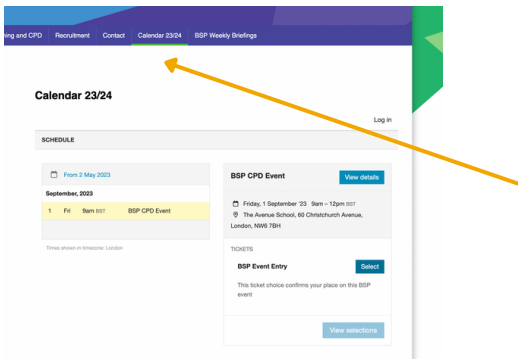 ning and CPD Recruitment Contact Calendar 23/24 BSP Weekly Briefings
Calendar 23/24
Log in
SCHEDULE
From 2 May 2023
September, 2023
1 Fri 9am BST BSP CPD Event
Times shown in timezone: London
BSP CPD Event View details
Friday, 1 September '23 9am – 12pm BST
The Avenue School, 60 Christchurch Avenue,
London, NW6 7BH
TICKETS
BSP Event Entry Select
This ticket choice confirms your place on this BSP
event
View selections